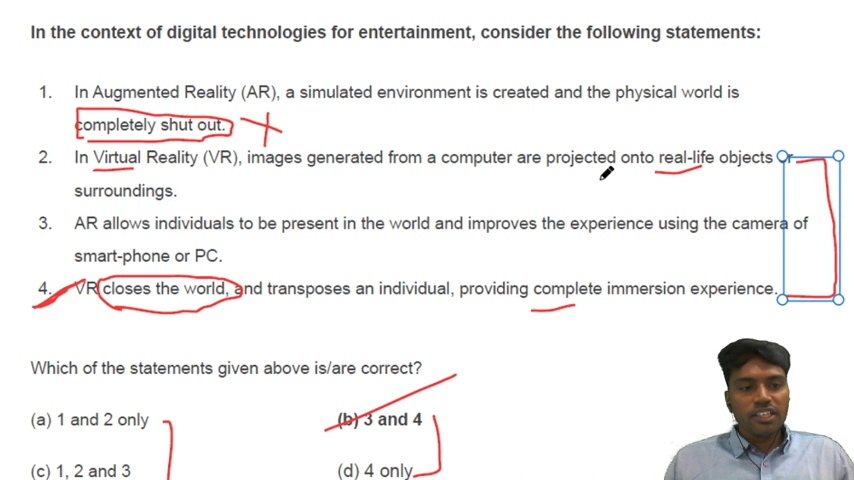 In the context of digital technologies for entertainment, consider the following statements:
1. In Augmented Reality (AR), a simulated environment is created and the physical world is
completely shut out.
2. In Virtual Reality (VR), images generated from a computer are projected onto real-life objects or
surroundings.
3. AR allows individuals to be present in the world and improves the experience using the camera of
smart-phone or PC.
4. VR closes the world, and transposes an individual, providing complete immersion experience.
Which of the statements given above is/are correct?
(a) 1 and 2 only (b) 3 and 4
(c) 1, 2 and 3 (d) 4 only